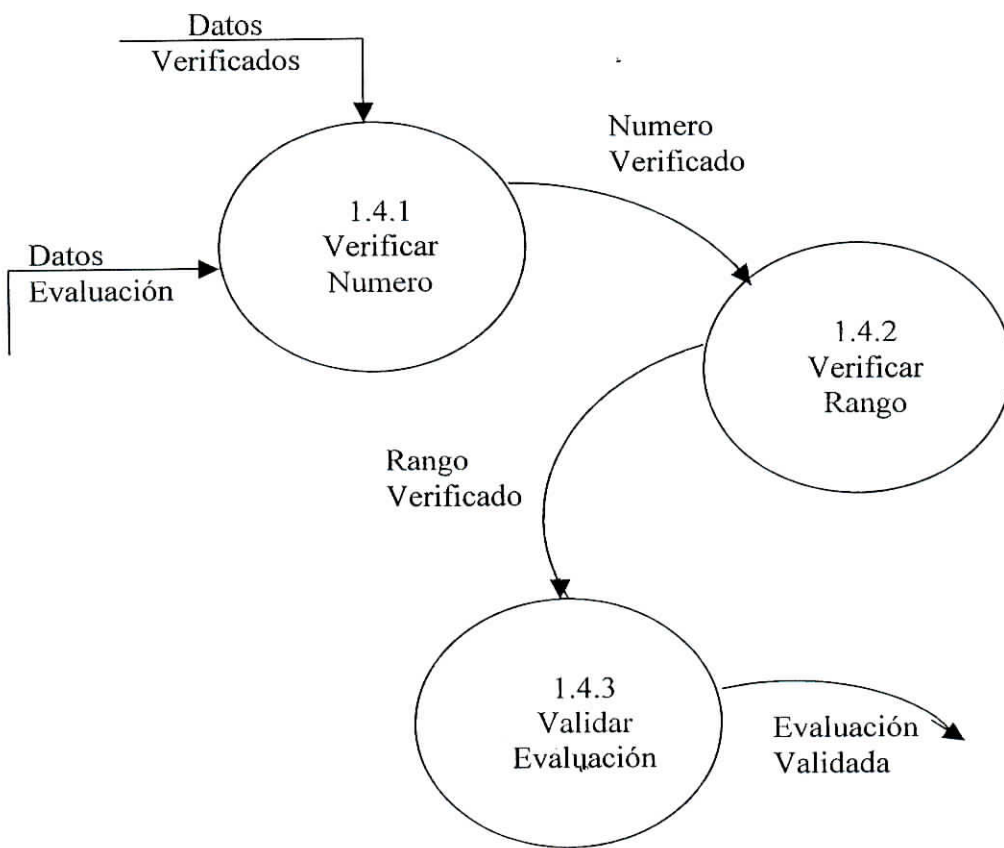 Datos
Verificados
Numero
Verificado
1.4.1
Verificar
Numero
Datos
Evaluación
1.4.2
Verificar
Rango
Rango
Verificado
1.4.3
Validar
Evaluación
Evaluación
Validada